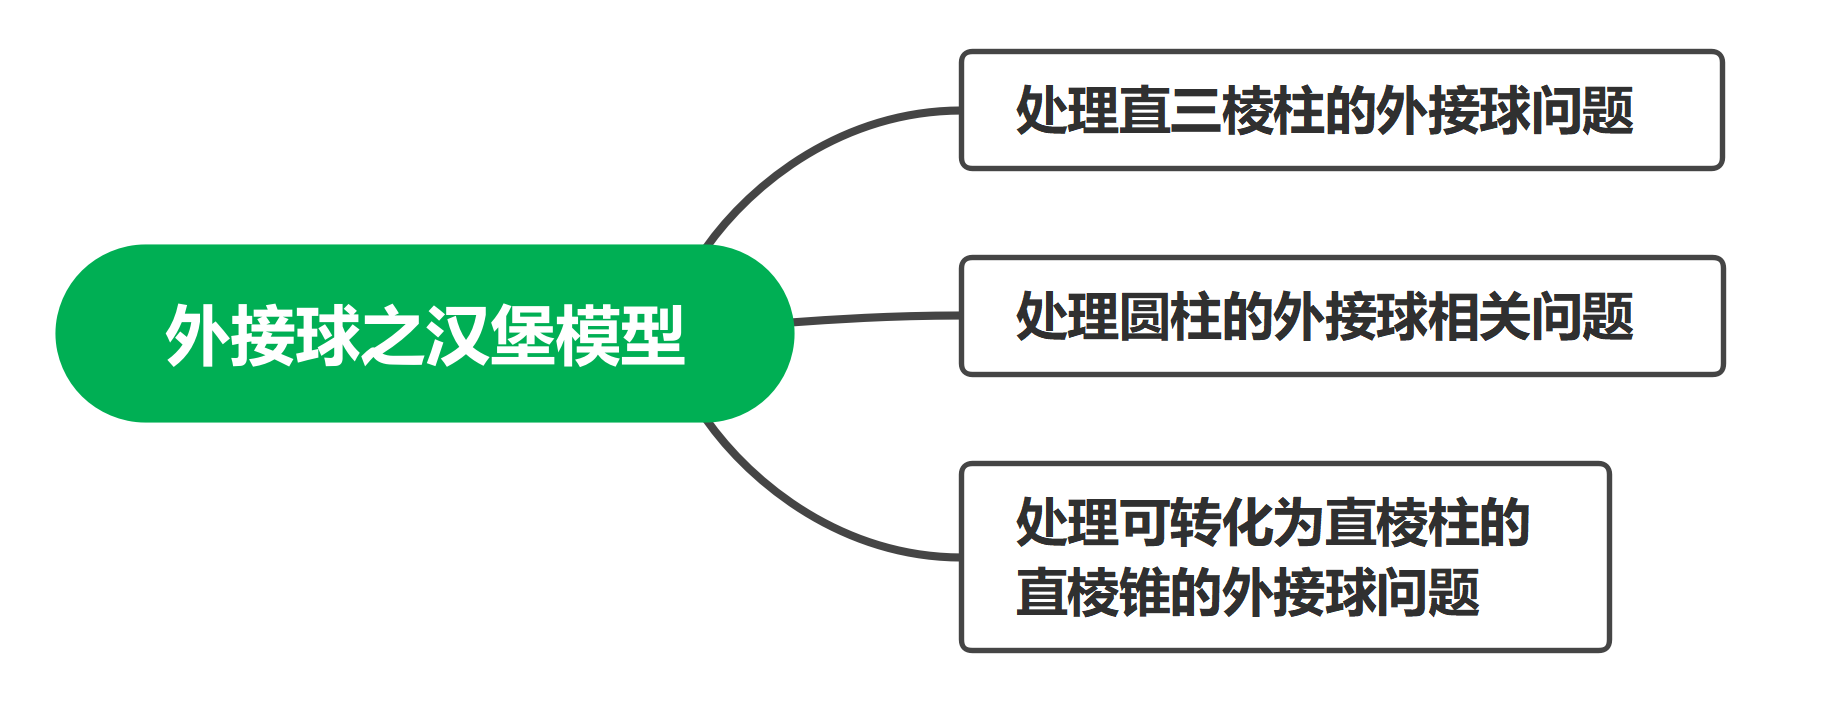 外接球之汉堡模型
处理直三棱柱的外接球问题
处理圆柱的外接球相关问题
处理可转化为直棱柱的
直棱锥的外接球问题